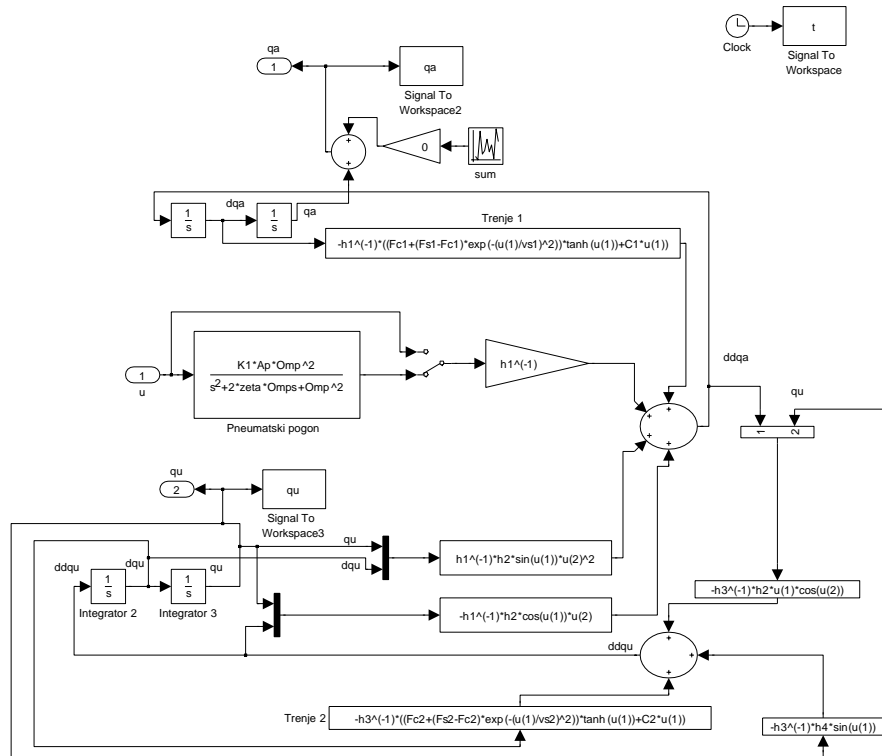 qa
1
qa
Signal To
Workspace2
t
Clock
Signal To
Workspace
0
sum
+
+
1
s
dqa
1
s
qa
Trenje 1
-h1^(-1)*((Fc1+(Fs1-Fc1)*exp (-(u(1)/vs1)^2))*tanh (u(1))+C1*u(1))
1
u
K1*Ap*Omp^2
s^2+2*zeta*Omps+Omp^2
Pneumatski pogon
h1^(-1)
+
+
+
+
ddqa
qu
1
2
qu
2
qu
Signal To
Workspace3
qu
dqu
h1^(-1)*h2*sin(u(1))*u(2)^2
ddqu
1
s
dqu
1
s
qu
Integrator 2
Integrator 3
-h1^(-1)*h2*cos(u(1))*u(2)
-h3^(-1)*h2*u(1)*cos(u(2))
ddqu
+
+
+
Trenje 2
-h3^(-1)*((Fc2+(Fs2-Fc2)*exp (-(u(1)/vs2)^2))*tanh (u(1))+C2*u(1))
-h3^(-1)*h4*sin(u(1))